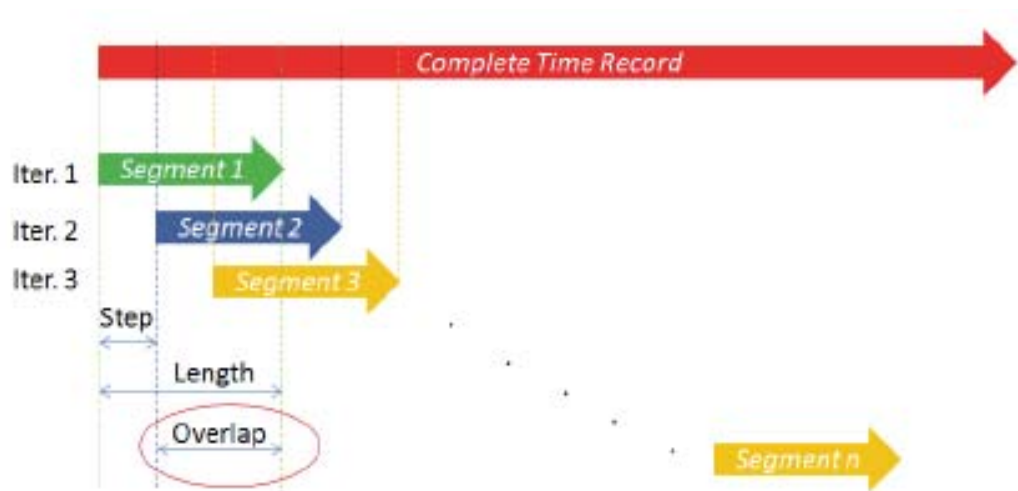 Complete Time Record
Iter. 1
Segment 1
Iter. 2
Segment 2
Iter. 3
Segment 3
Step
Length
Overlap
Segment n